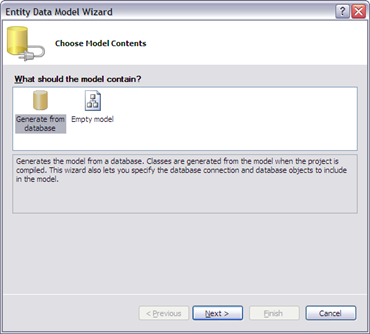 Entity Data Model Wizard
Choose Model Contents
What should the model contain?
Generate from
database
Empty model
Generates the model from a database. Classes are generated from the model when the project is
compiled. This wizard also lets you specify the database connection and database objects to include
in the model.
< Previous
Next >
Finish
Cancel